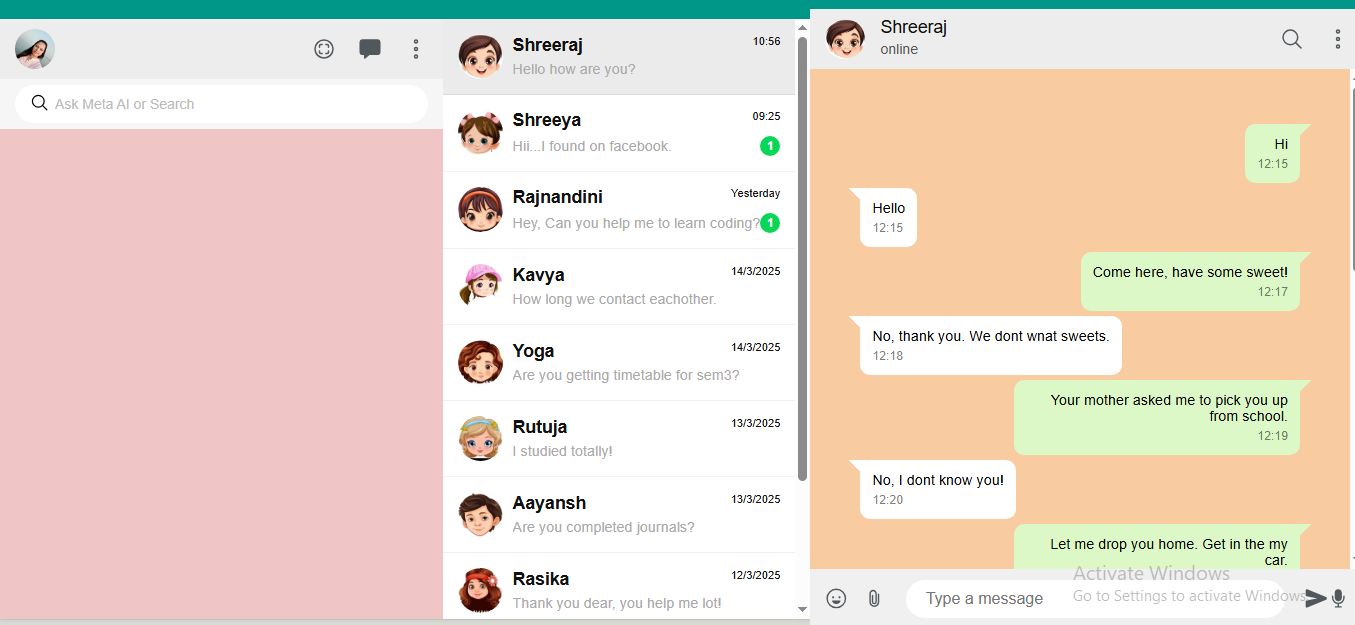 Ask Meta AI or Search
Shreeraj
10:56
Hello how are you?
Shreeya
09:25
Hii...I found on facebook.
1
Rajnandini
Yesterday
Hey, Can you help me to learn coding?
1
Kavya
14/3/2025
How long we contact eachother.
Yoga
14/3/2025
Are you getting timetable for sem3?
Rutuja
13/3/2025
I studied totally!
Aayansh
13/3/2025
Are you completed journals?
Rasika
12/3/2025
Thank you dear, you help me lot!
Shreeraj
online
Hi
12:15
Hello
12:15
Come here, have some sweet!
12:17
No, thank you. We dont wnat sweets.
12:18
Your mother asked me to pick you up
from school.
12:19
No, I dont know you!
12:20
Let me drop you home. Get in the my
car.
Activate Windows
Go to Settings to activate Windows.
Type a message